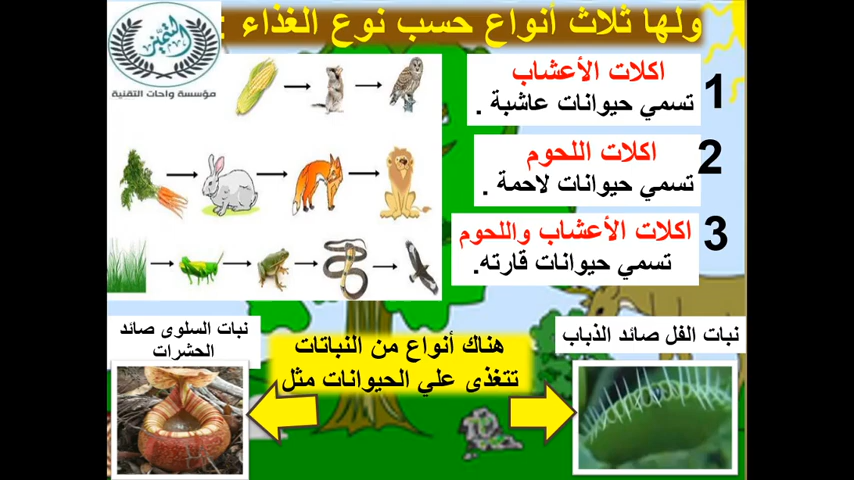 ولها ثلاث أنواع حسب نوع الغذاء :
التميز
مؤسسة واحات التقنية
1
اكلات الأعشاب
تسمي حيوانات عاشبة .
2
اكلات اللحوم
تسمي حيوانات لاحمة .
3
اكلات الأعشاب واللحوم
تسمي حيوانات قارته.
نبات الفل صائد الذباب
هناك أنواع من النباتات
تتغذى علي الحيوانات مثل
نبات السلوى صائد
الحشرات